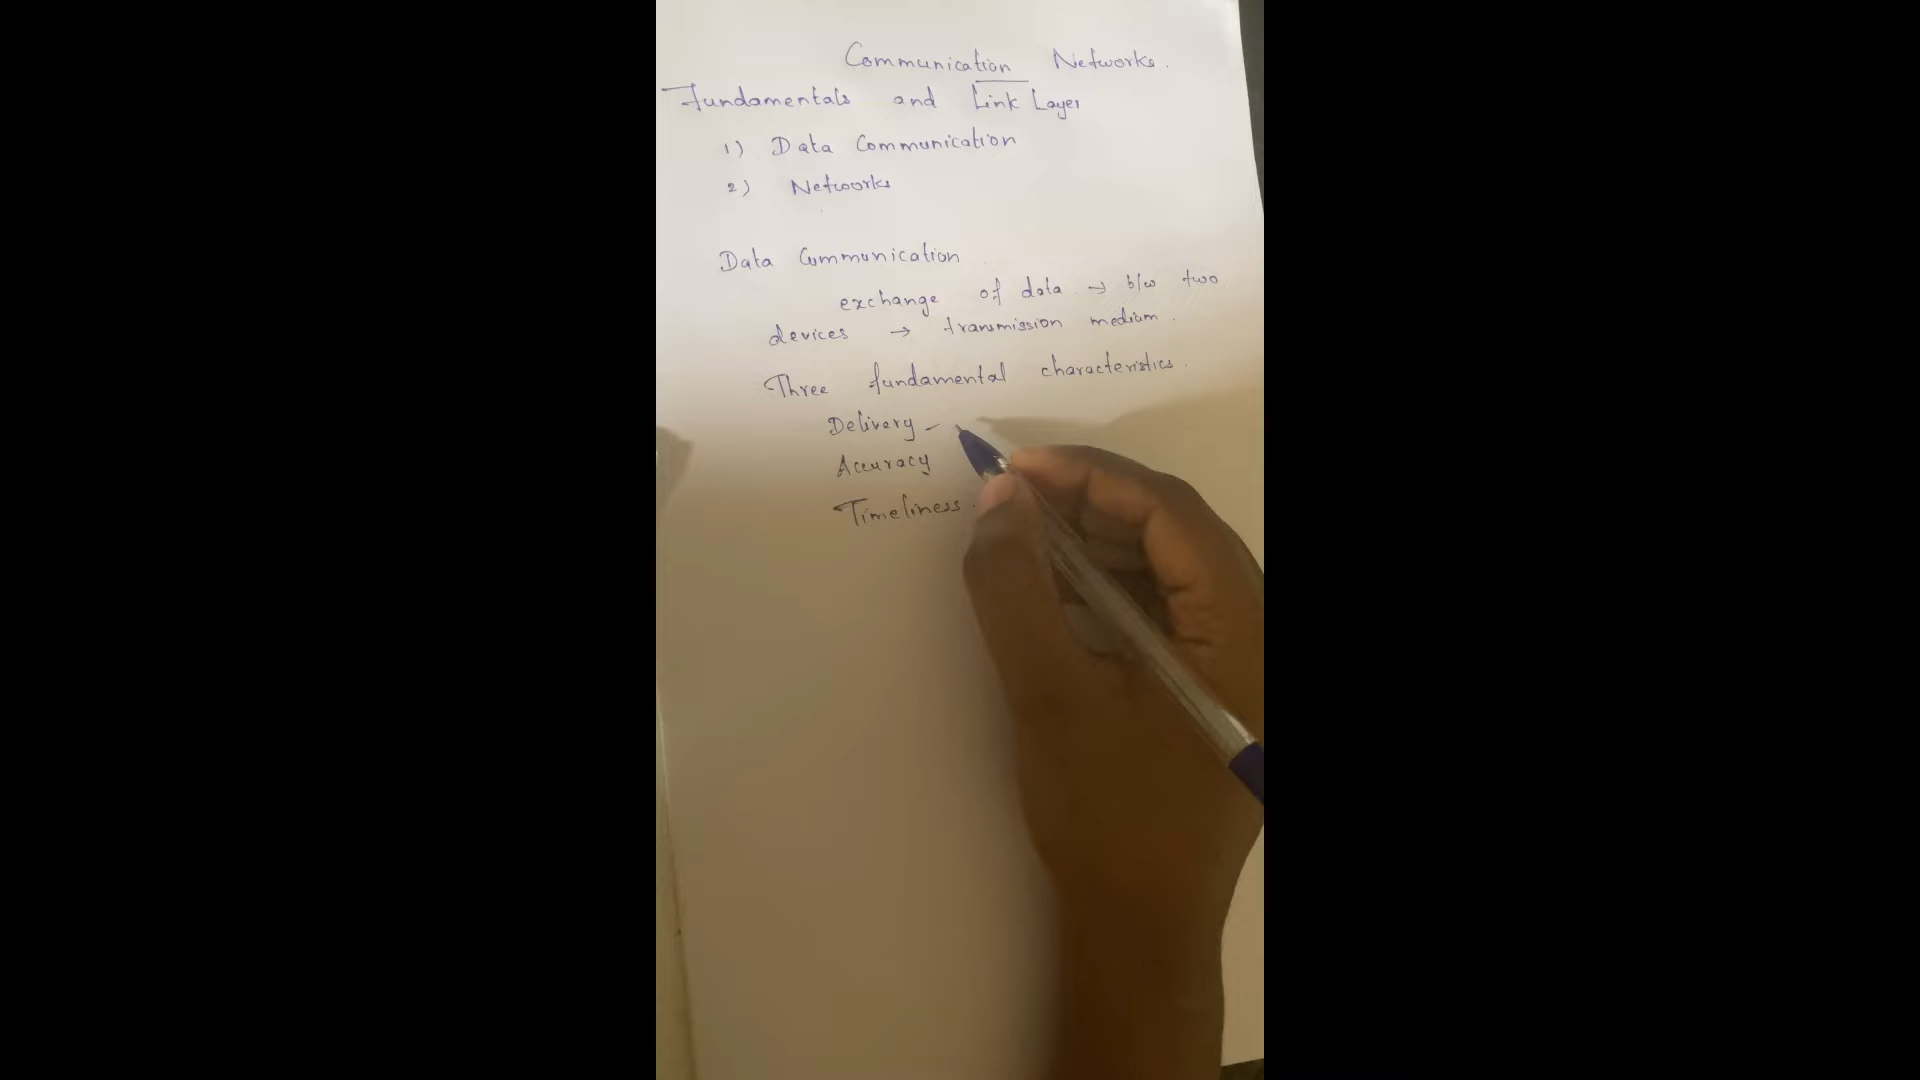 Communication Networks.
Fundamentals and Link Layer
1) Data Communication
2) Networks
Data Communication
exchange of data → b/w two
devices → transmission medium.
Three fundamental characteristics.
Delivery -
Accuracy
Timeliness.